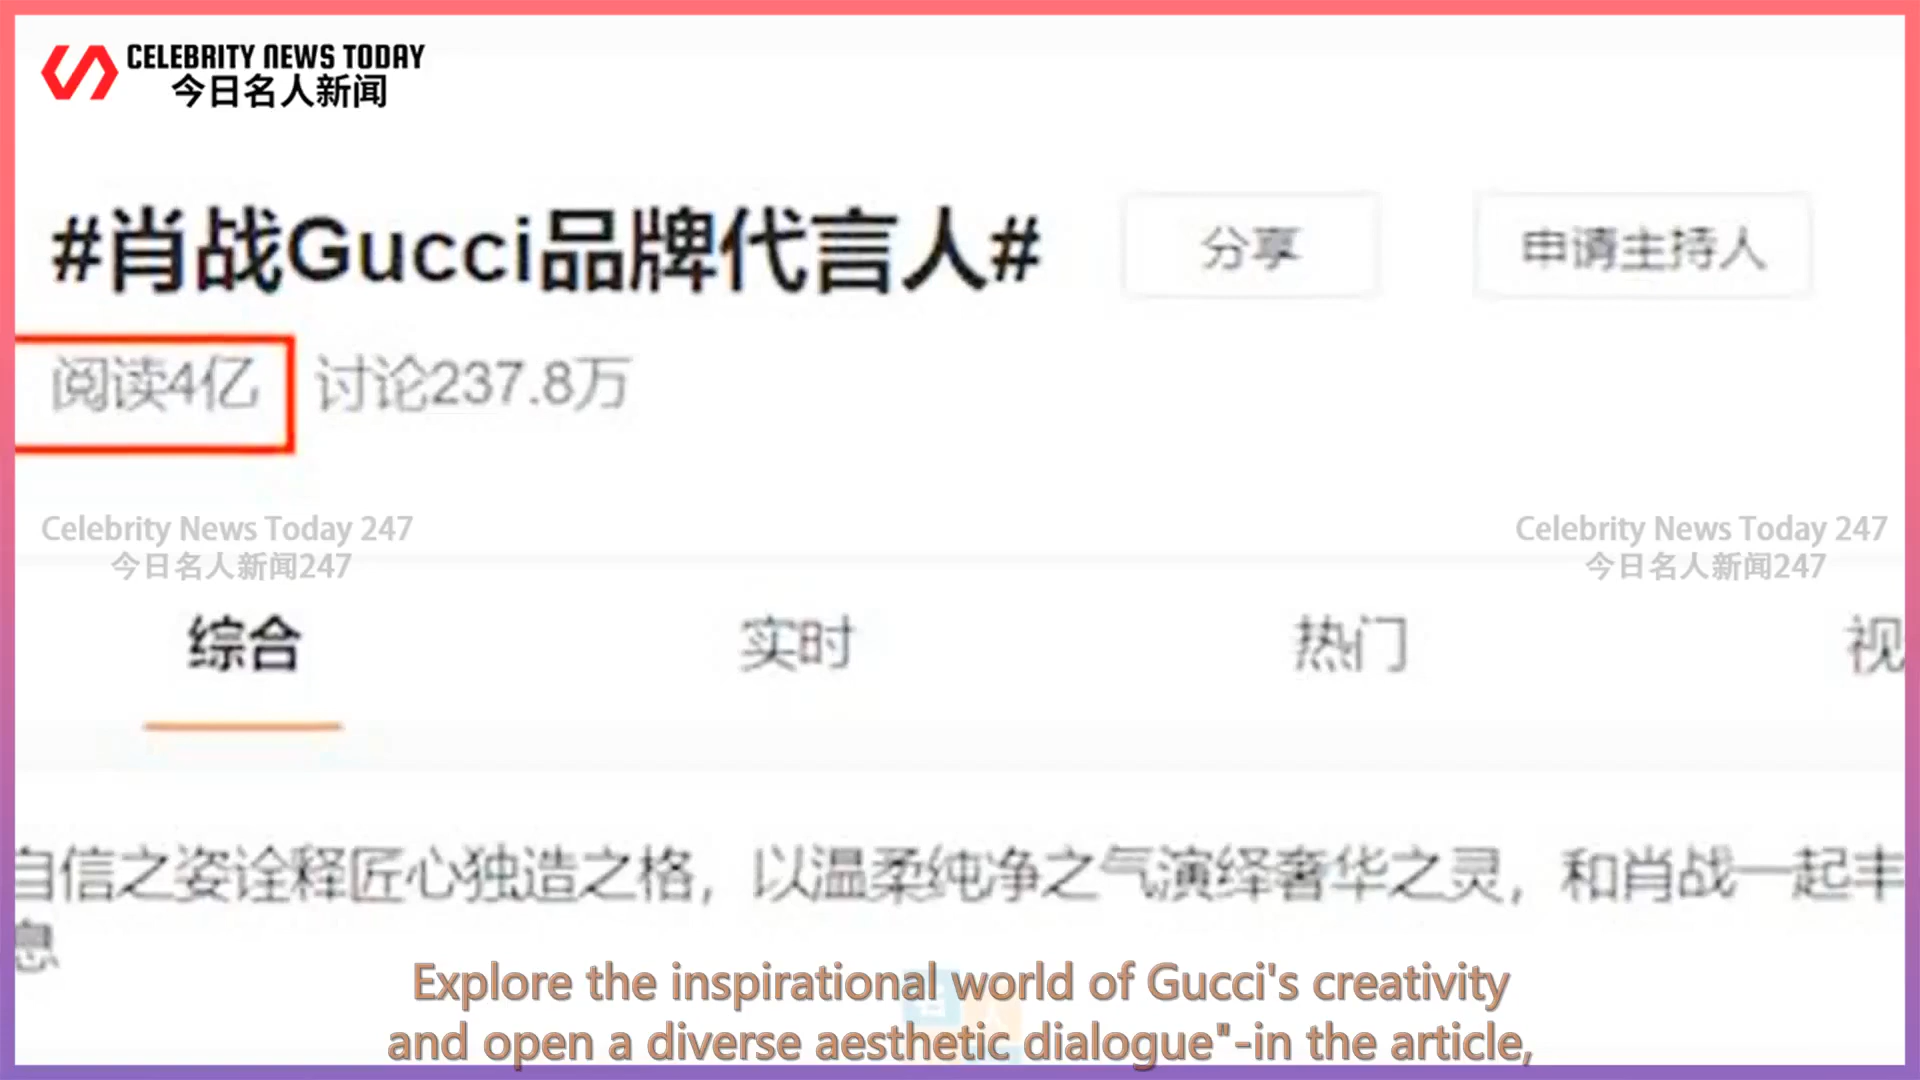 CELEBRITY NEWS TODAY
今日名人新闻
#肖战Gucci品牌代言人#
分享
申请主持人
阅读4亿 讨论237.8万
Celebrity News Today 247
今日名人新闻247
Celebrity News Today 247
今日名人新闻247
综合
实时
热门
视
自信之姿诠释匠心独造之格，以温柔纯净之气演绎奢华之灵，和肖战一起丰
息
Explore the inspirational world of Gucci's creativity
and open a diverse aesthetic dialogue"-in the article,